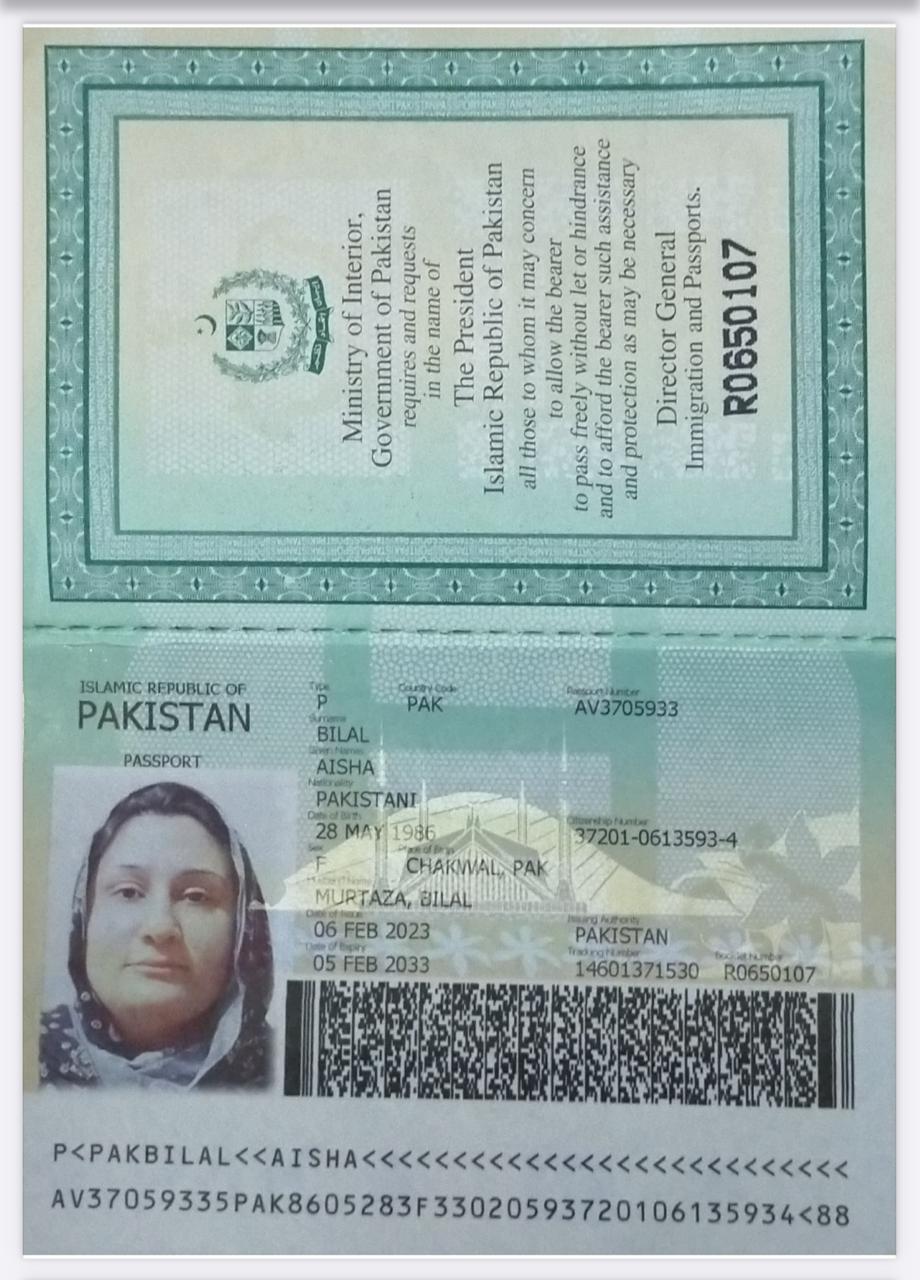 Ministry of Interior,
Government of Pakistan
requires and requests
in the name of
The President
Islamic Republic of Pakistan
all those to whom it may concern
to allow the bearer
to pass freely without let or hindrance
and to afford the bearer such assistance
and protection as may be necessary
Director General
Immigration and Passports.
R0650107
ISLAMIC REPUBLIC OF
PAKISTAN
PASSPORT
Type Country Code Passport Number
P PAK AV3705933
Surname
BILAL
Given Names
AISHA
Nationality
PAKISTANI
Date of Birth Citizenship Number
28 MAY 1986 37201-0613593-4
Sex Place of Birth
F CHAKWAL, PAK
Husband Name
MURTAZA, BILAL
Date of Issue Issuing Authority
06 FEB 2023 PAKISTAN
Date of Expiry Tracking Number Booklet Number
05 FEB 2033 14601371530 R0650107
P<PAKBILAL<<AISHA<<<<<<<<<<<<<<<<<<<<<<<<<<<
AV37059335PAK8605283F33020593720106135934<88